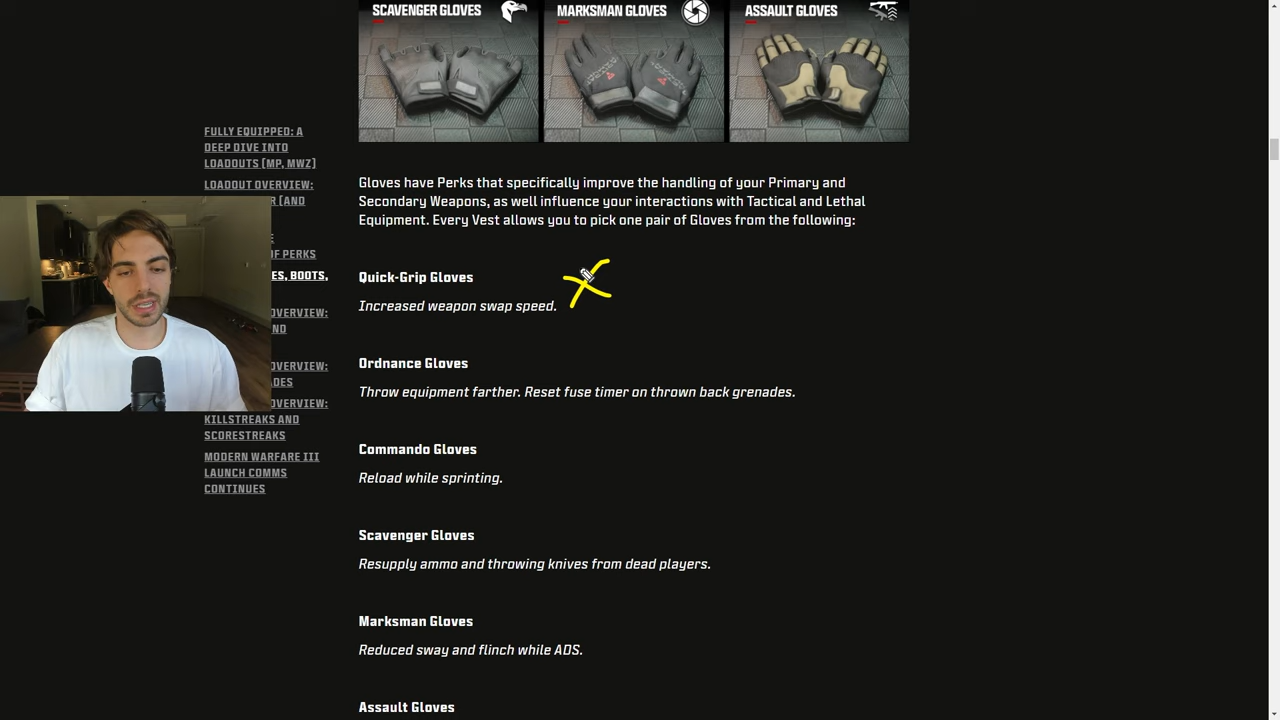 SCAVENGER GLOVES
MARKSMAN GLOVES
ASSAULT GLOVES
FULLY EQUIPPED: A
DEEP DIVE INTO
LOADOUTS (MP, MWZ)
LOADOUT OVERVIEW:
Gloves have Perks that specifically improve the handling of your Primary and
Secondary Weapons, as well influence your interactions with Tactical and Lethal
Equipment. Every Vest allows you to pick one pair of Gloves from the following:
OF PERKS
BOOTS,
Quick-Grip Gloves
Increased weapon swap speed.
OVERVIEW:
Ordnance Gloves
Throw equipment farther. Reset fuse timer on thrown back grenades.
OVERVIEW:
OVERVIEW:
KILLSTREAKS AND
SCORESTREAKS
MODERN WARFARE III
LAUNCH COMMS
CONTINUES
Commando Gloves
Reload while sprinting.
Scavenger Gloves
Resupply ammo and throwing knives from dead players.
Marksman Gloves
Reduced sway and flinch while ADS.
Assault Gloves